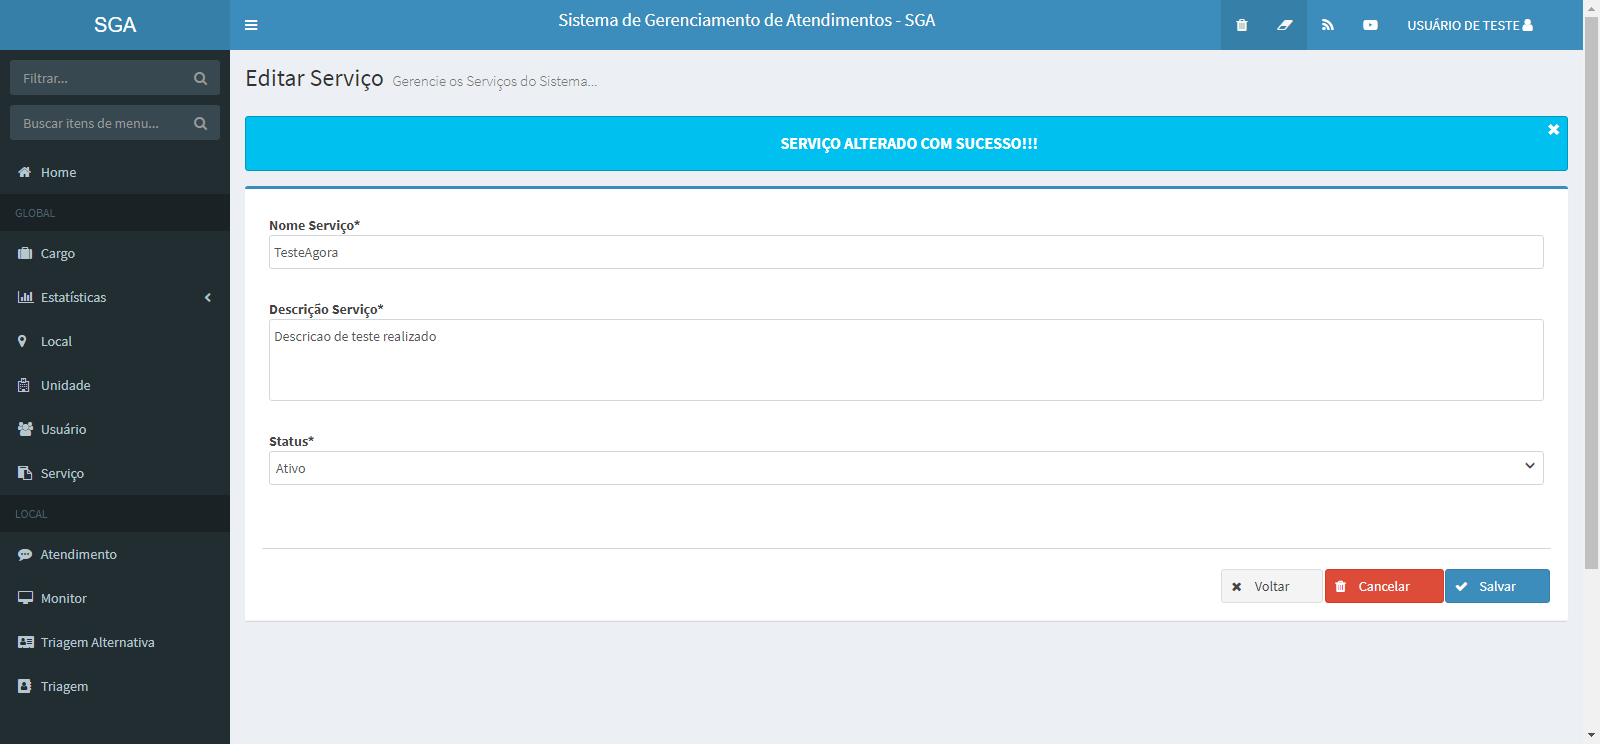 SGA
Sistema de Gerenciamento de Atendimentos - SGA
USUÁRIO DE TESTE
Filtrar...
Buscar itens de menu...
Home
GLOBAL
Cargo
Estatísticas
Local
Unidade
Usuário
Serviço
LOCAL
Atendimento
Monitor
Triagem Alternativa
Triagem
Editar Serviço Gerencie os Serviços do Sistema...
SERVIÇO ALTERADO COM SUCESSO!!!
Nome Serviço*
TesteAgora
Descrição Serviço*
Descricao de teste realizado
Status*
Ativo
Voltar Cancelar Salvar